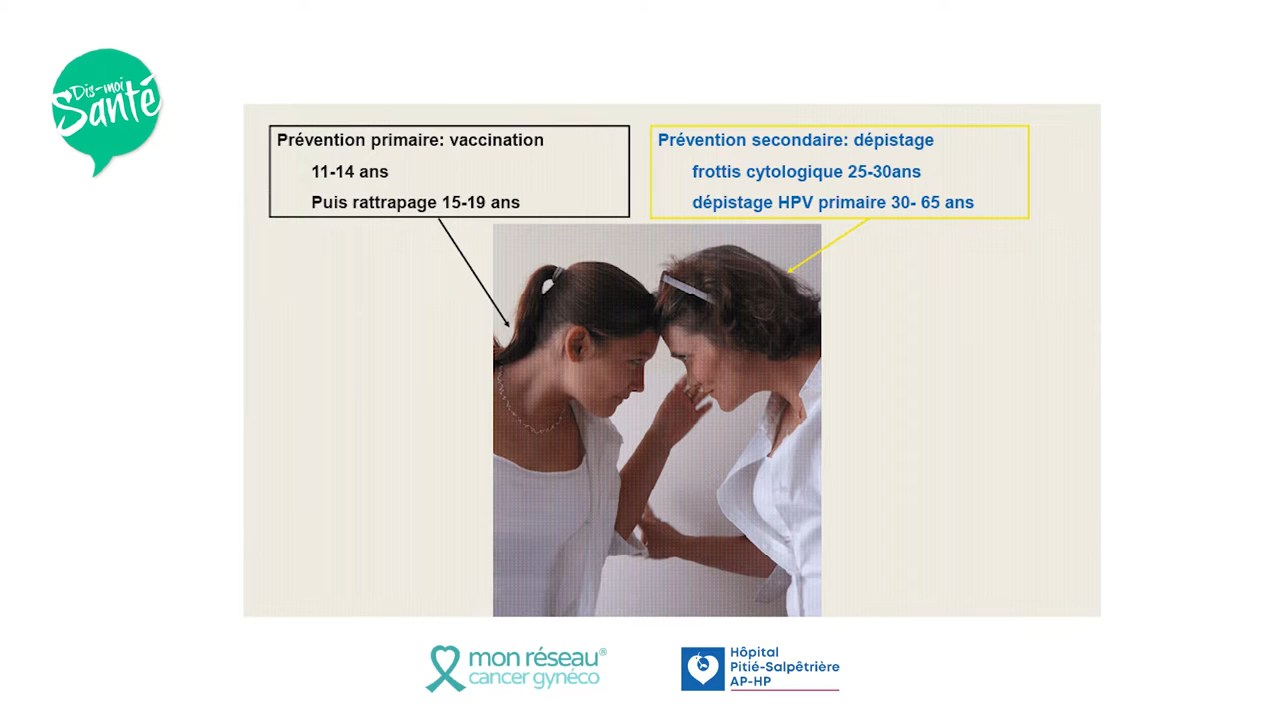 Dis-moi
Santé
Prévention primaire: vaccination
11-14 ans
Puis rattrapage 15-19 ans
Prévention secondaire: dépistage
frottis cytologique 25-30ans
dépistage HPV primaire 30- 65 ans
mon réseau®
cancer gynéco
Hôpital
Pitié-Salpêtrière
AP-HP